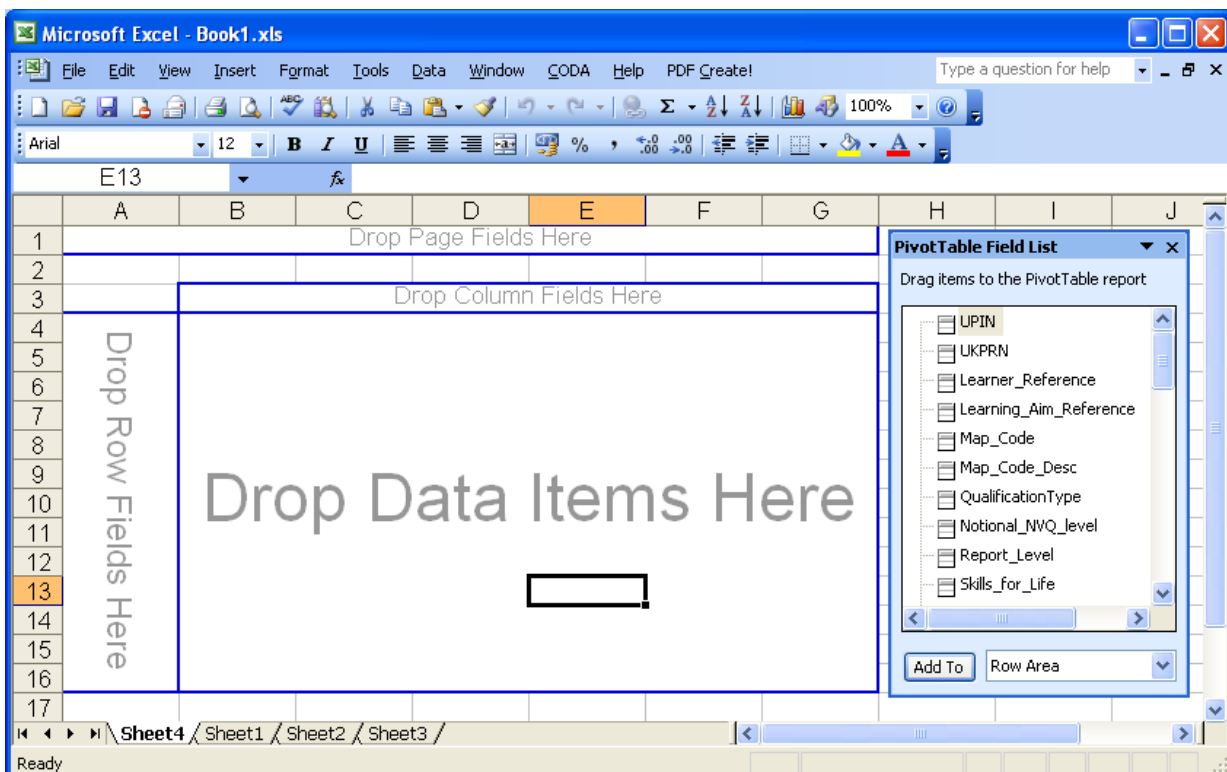 Microsoft Excel - Book1.xls
File Edit View Insert Format Tools Data Window CODA Help PDF Create! Type a question for help
100%
Arial 12 B I U % ,
E13 fx
A B C D E F G H I J
1 Drop Page Fields Here
PivotTable Field List
2
Drag items to the PivotTable report
3 Drop Column Fields Here
4
5
6
7
8
9
10
11
12
13
14
15
16
17
Drop Row Fields Here
Drop Data Items Here
UPIN
UKPRN
Learner_Reference
Learning_Aim_Reference
Map_Code
Map_Code_Desc
QualificationType
Notional_NVQ_level
Report_Level
Skills_for_Life
Add To Row Area
Sheet4 Sheet1 Sheet2 Sheet3
Ready